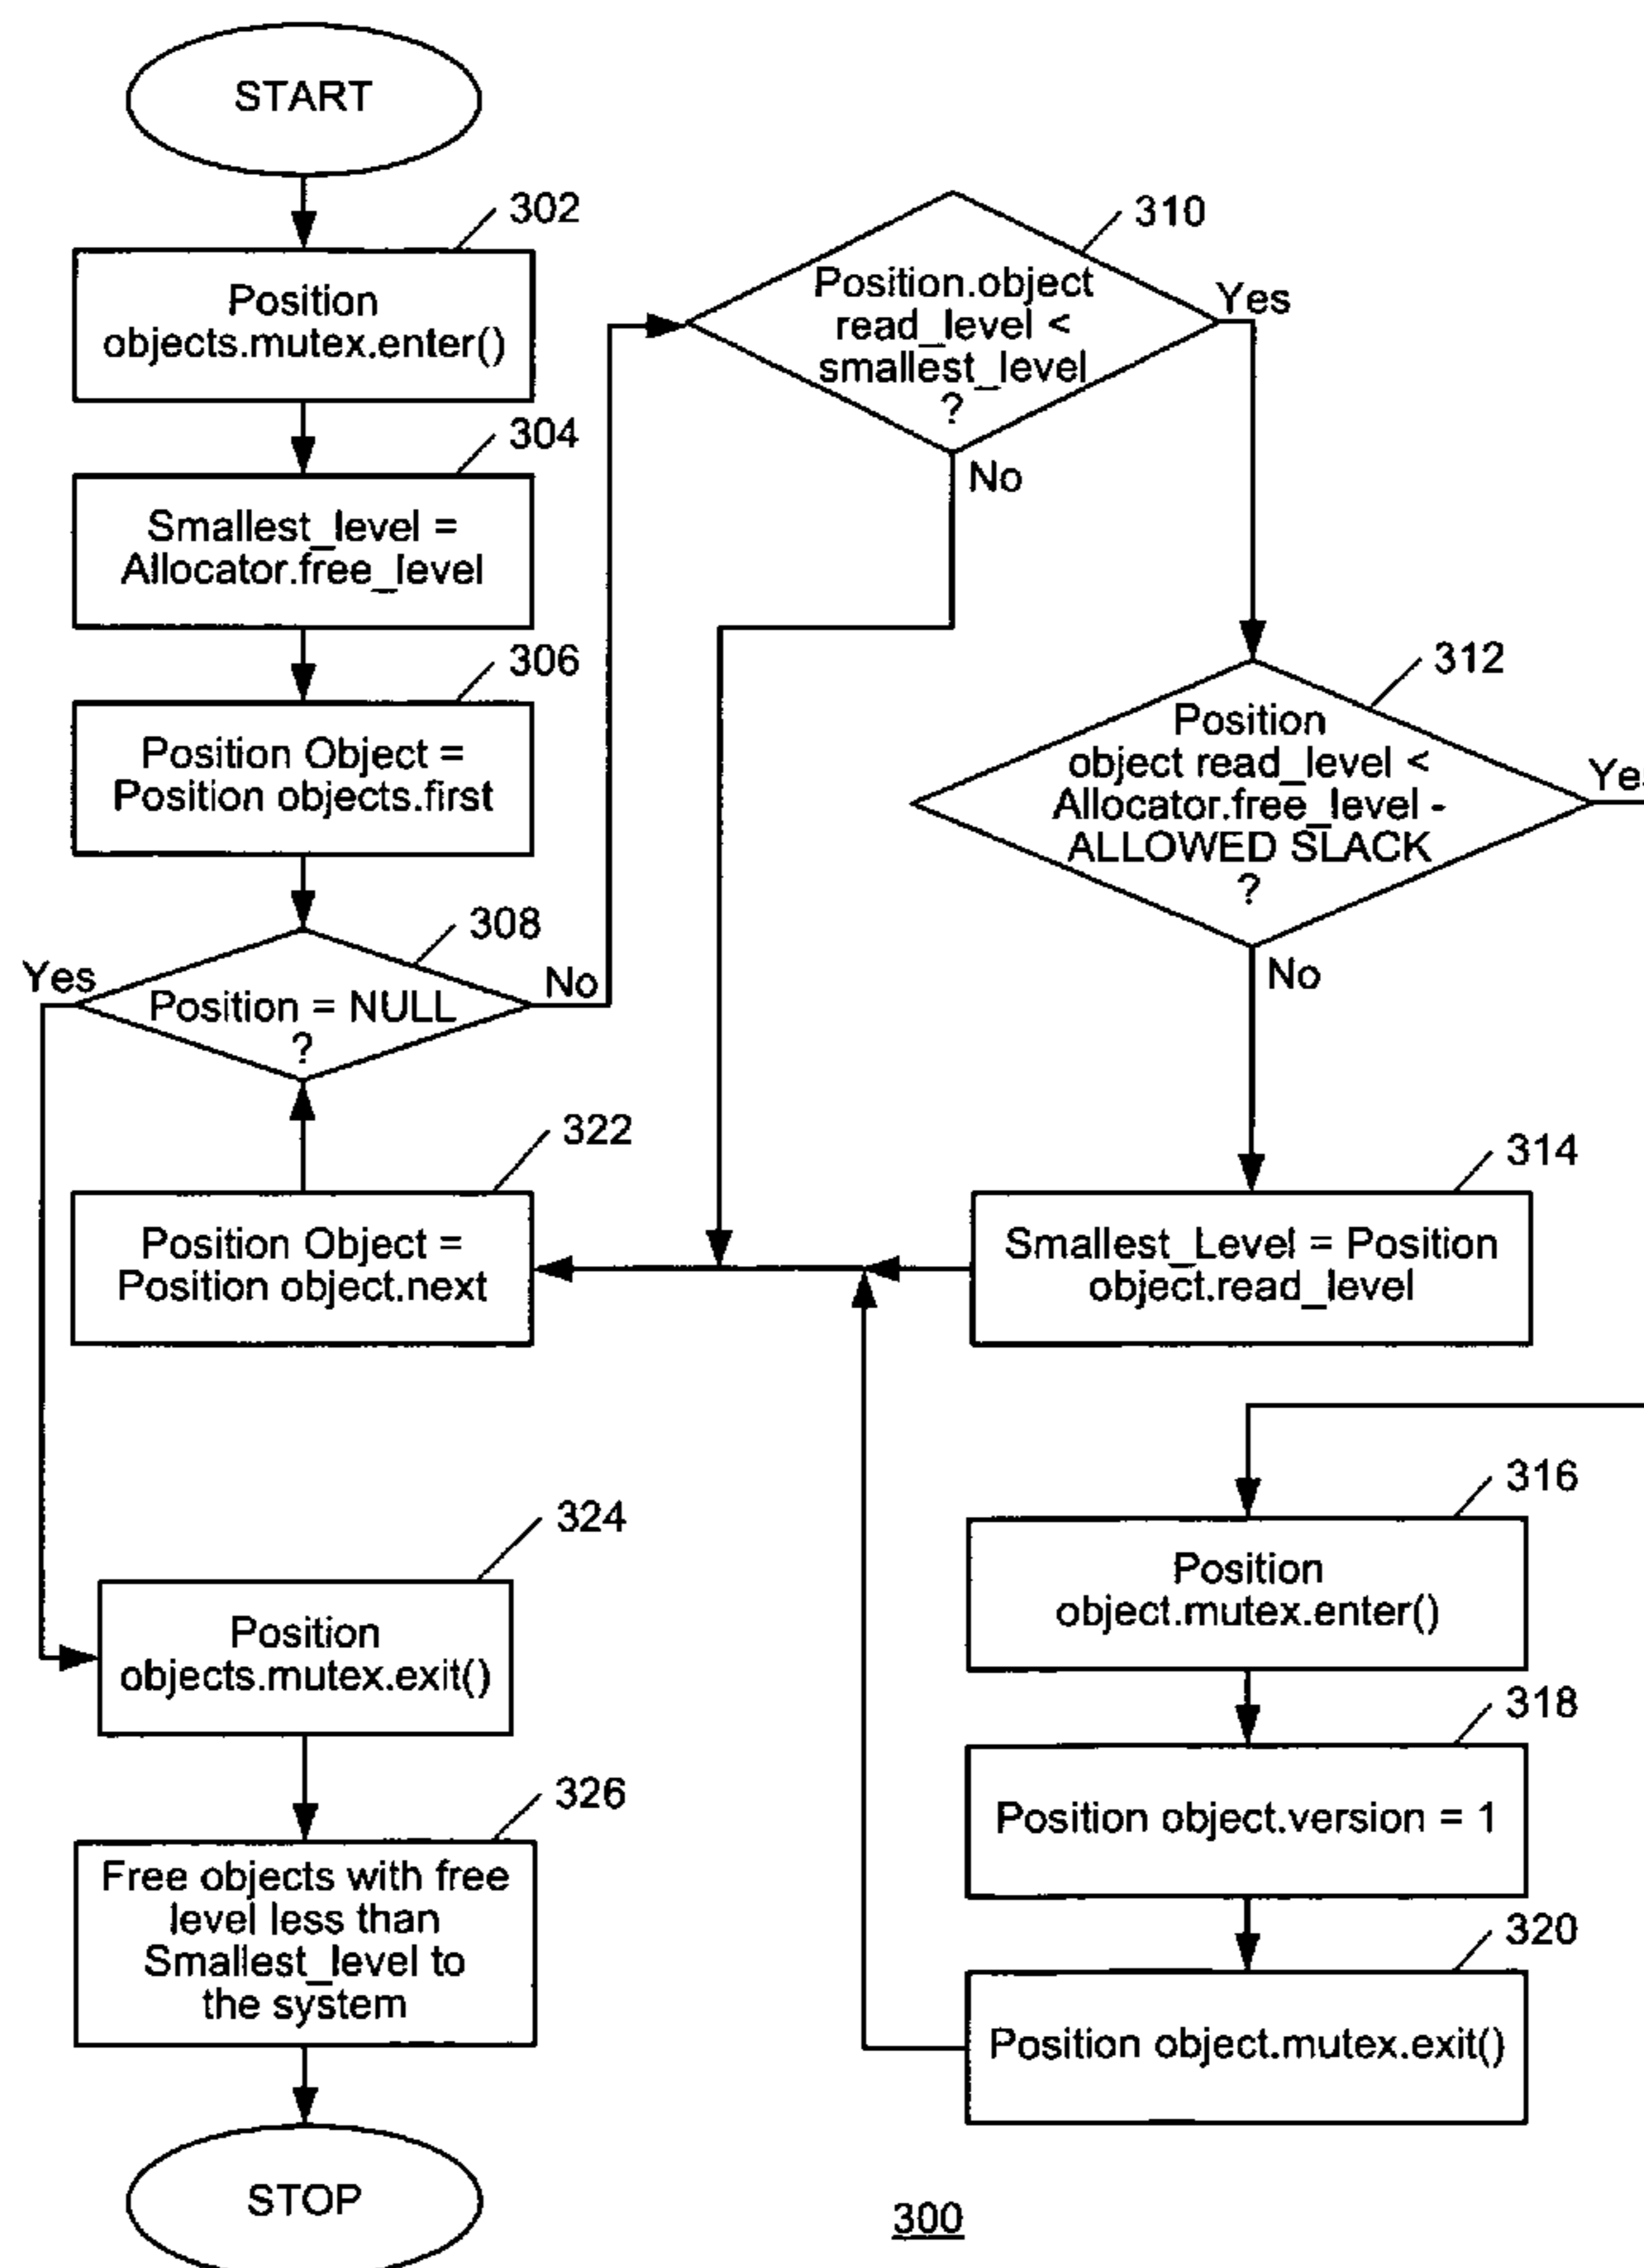 START
302
Position
objects.mutex.enter()
304
Smallest_level =
Allocator.free_level
306
Position Object =
Position objects.first
308
Yes
Position = NULL
?
No
310
Position.object
read_level <
smallest_level
?
Yes
No
312
Position
object read_level <
Allocator.free_level -
ALLOWED SLACK
?
Yes
No
314
Smallest_Level = Position
object.read_level
316
Position
object.mutex.enter()
318
Position object.version = 1
320
Position object.mutex.exit()
322
Position Object =
Position object.next
324
Position
objects.mutex.exit()
326
Free objects with free
level less than
Smallest_level to
the system
STOP
300